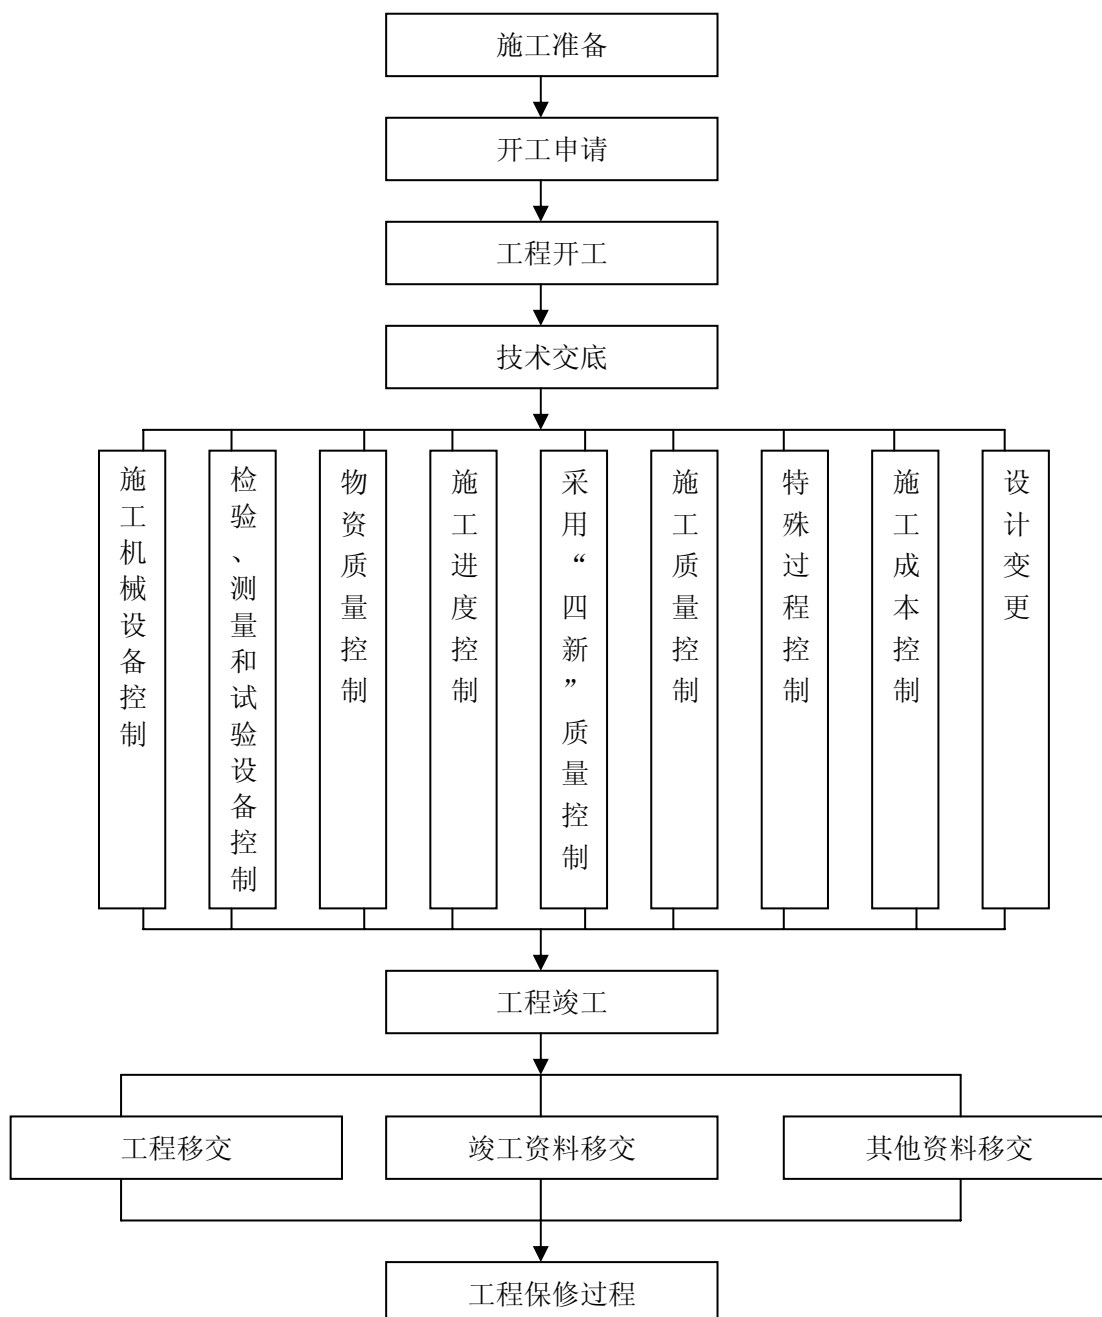 施工准备
开工申请
工程开工
技术交底
施工机械设备控制
检验、测量和试验设备控制
物资质量控制
施工进度控制
采用“四新”质量控制
施工质量控制
特殊过程控制
施工成本控制
设计变更
工程竣工
工程移交
竣工资料移交
其他资料移交
工程保修过程